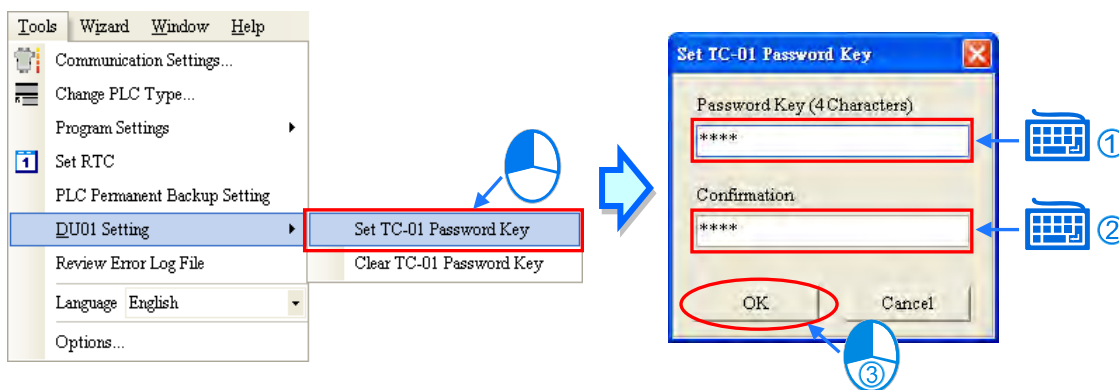 Tools Wizard Window Help
Communication Settings...
Change PLC Type...
Program Settings
1 Set RTC
PLC Permanent Backup Setting
DU01 Setting
Review Error Log File
Language English
Options...
Set TC-01 Password Key
Clear TC-01 Password Key
Set TC-01 Password Key
Password Key (4 Characters)
****
①
Confirmation
****
②
OK Cancel
③